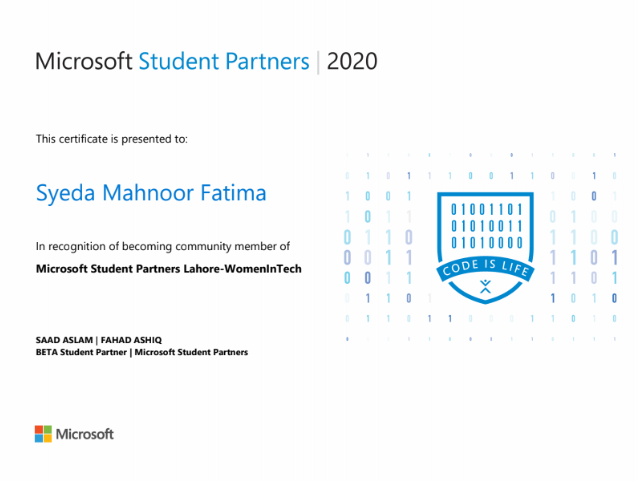 Microsoft Student Partners | 2020
This certificate is presented to:
Syeda Mahnoor Fatima
In recognition of becoming community member of
Microsoft Student Partners Lahore-WomenInTech
01001101
01010011
01010000
CODE IS LIFE
SAAD ASLAM | FAHAD ASHIQ
BETA Student Partner | Microsoft Student Partners
Microsoft